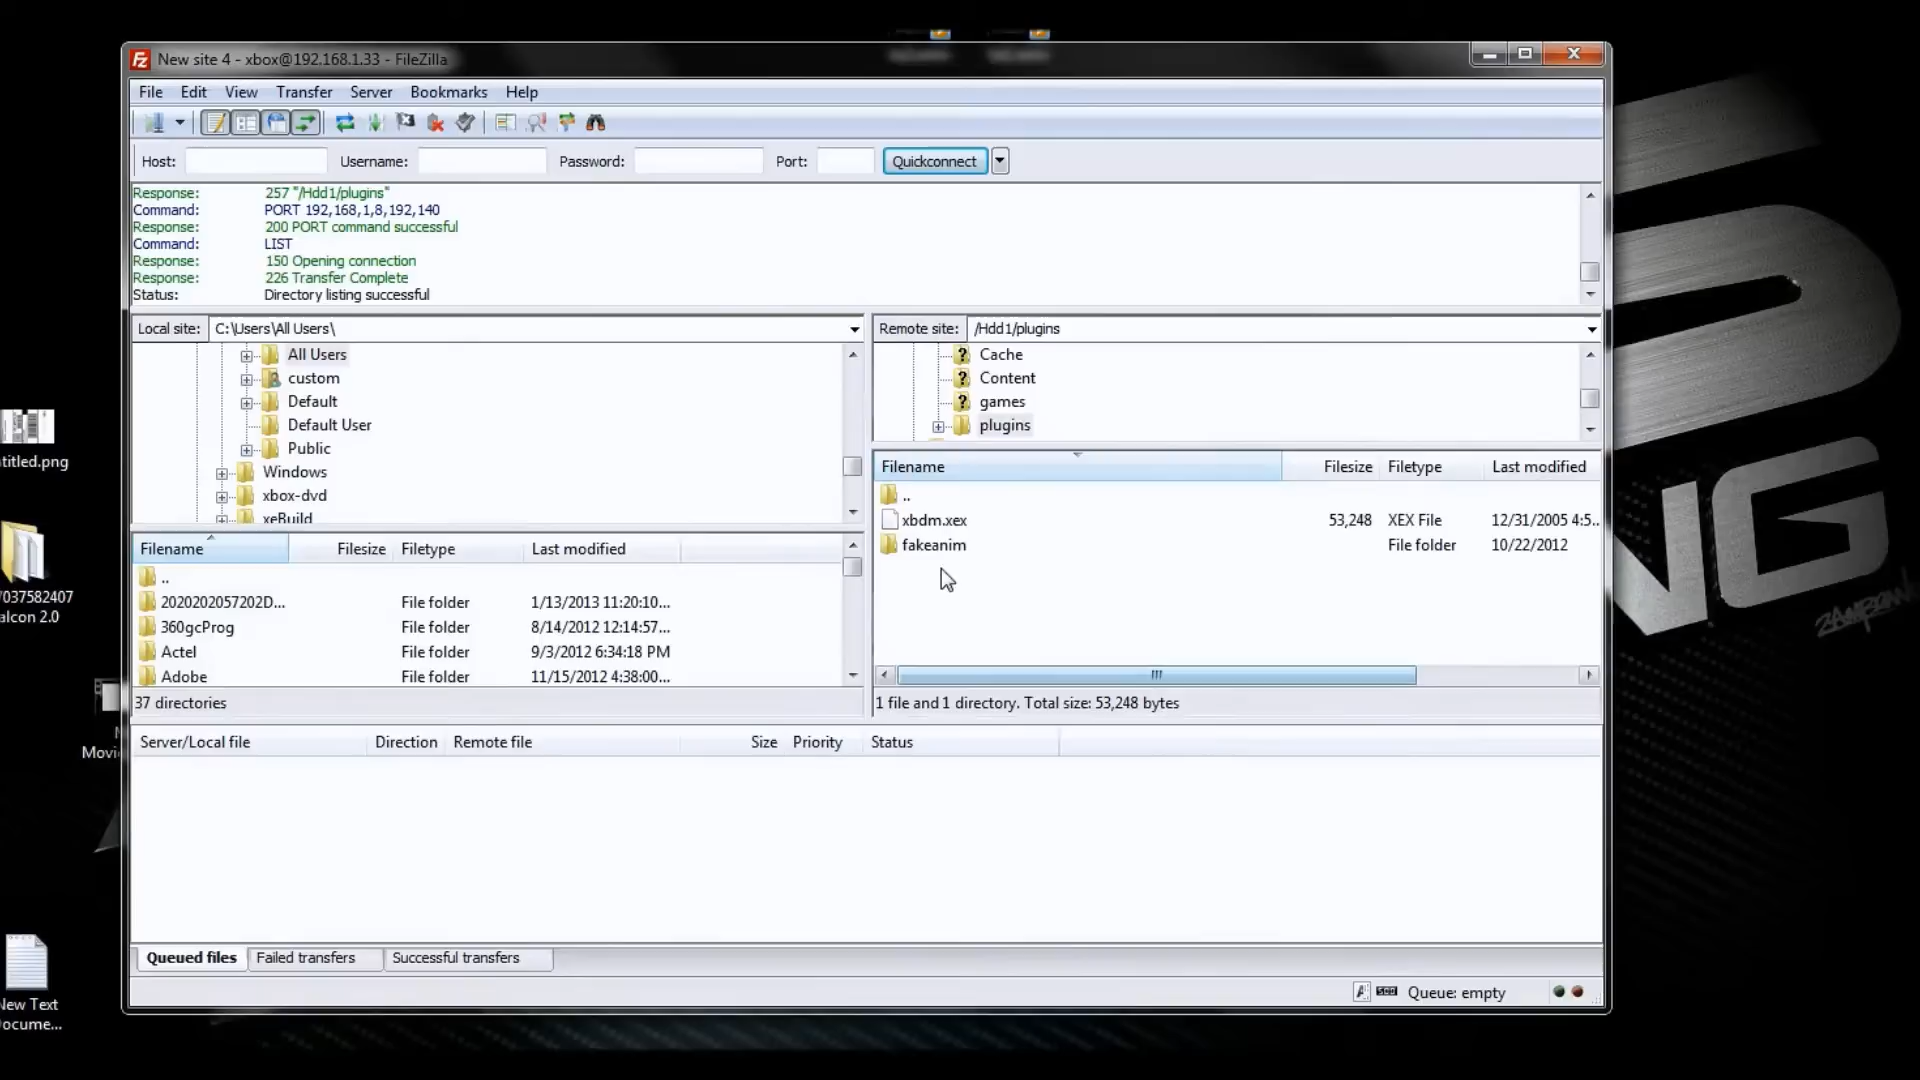 New site 4 - xbox@192.168.1.33 - FileZilla
File Edit View Transfer Server Bookmarks Help
Host: Username: Password: Port: Quickconnect
Response: 257 "/Hdd1/plugins"
Command: PORT 192,168,1,8,192,140
Response: 200 PORT command successful
Command: LIST
Response: 150 Opening connection
Response: 226 Transfer Complete
Status: Directory listing successful
Local site: C:\Users\All Users\
All Users
custom
Default
Default User
Public
Windows
xbox-dvd
xeBuild
Filename Filesize Filetype Last modified
..
2020202057202D... File folder 1/13/2013 11:20:10...
360gcProg File folder 8/14/2012 12:14:57...
Actel File folder 9/3/2012 6:34:18 PM
Adobe File folder 11/15/2012 4:38:00...
37 directories
Remote site: /Hdd1/plugins
Cache
Content
games
plugins
Filename Filesize Filetype Last modified
..
xbdm.xex 53,248 XEX File 12/31/2005 4:5...
fakeanim File folder 10/22/2012
1 file and 1 directory. Total size: 53,248 bytes
Server/Local file Direction Remote file Size Priority Status
Queued files Failed transfers Successful transfers
Queue: empty
titled.png
037582407
alcon 2.0
Movi
New Text
ocume...
NG